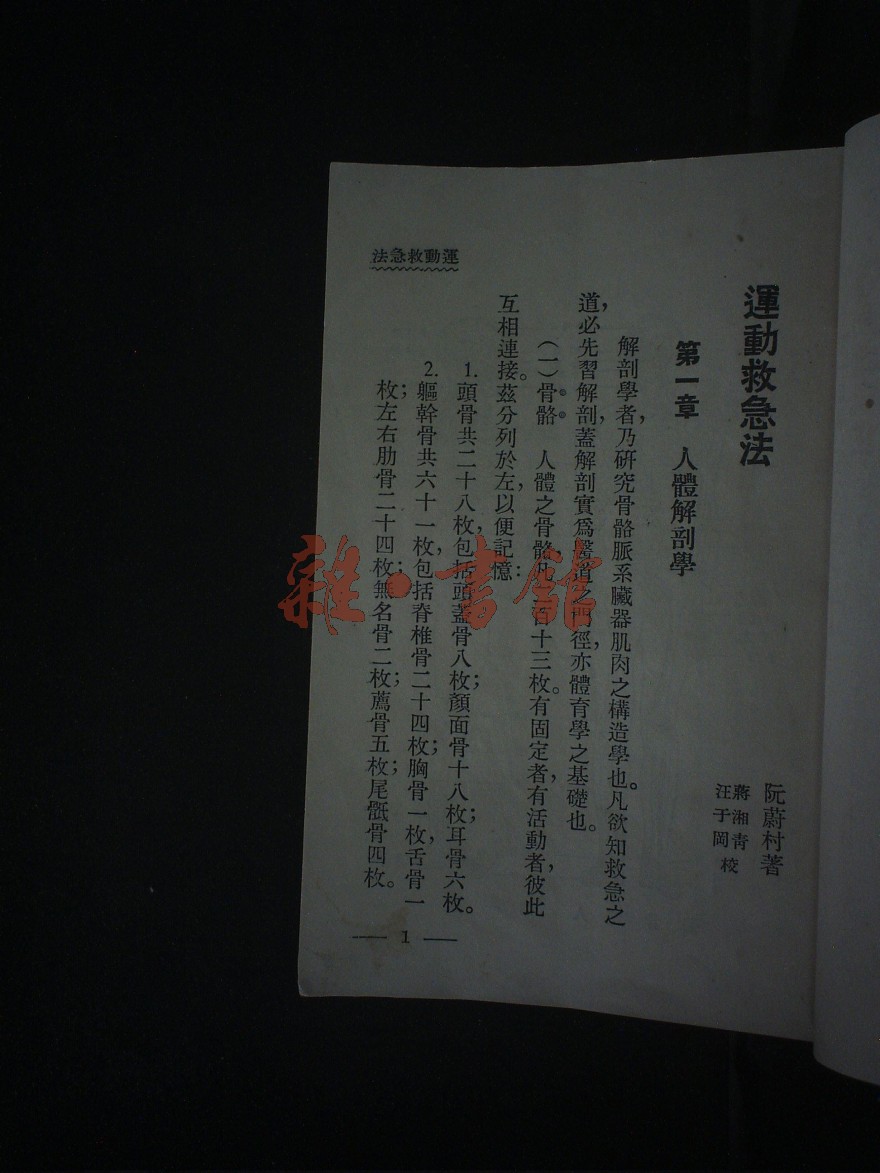 運動救急法
阮蔚村著
蔣湘青
汪于岡 校
第一章 人體解剖學
解剖學者,乃研究骨骼脈系臟器肌肉之構造學也。凡欲知救急之
道,必先習解剖,蓋解剖實爲醫道之門徑,亦體育學之基礎也。
(一)骨骼 人體之骨骼凡二百十三枚。有固定者,有活動者,彼此
互相連接。茲分列於左,以便記憶:
1. 頭骨共二十八枚,包括頭蓋骨八枚;顏面骨十八枚;耳骨六枚。
2. 軀幹骨共六十一枚,包括脊椎骨二十四枚;胸骨一枚,舌骨一
枚;左右肋骨二十四枚;無名骨二枚;薦骨五枚;尾骶骨四枚。
運動救急法
1
雜·書館